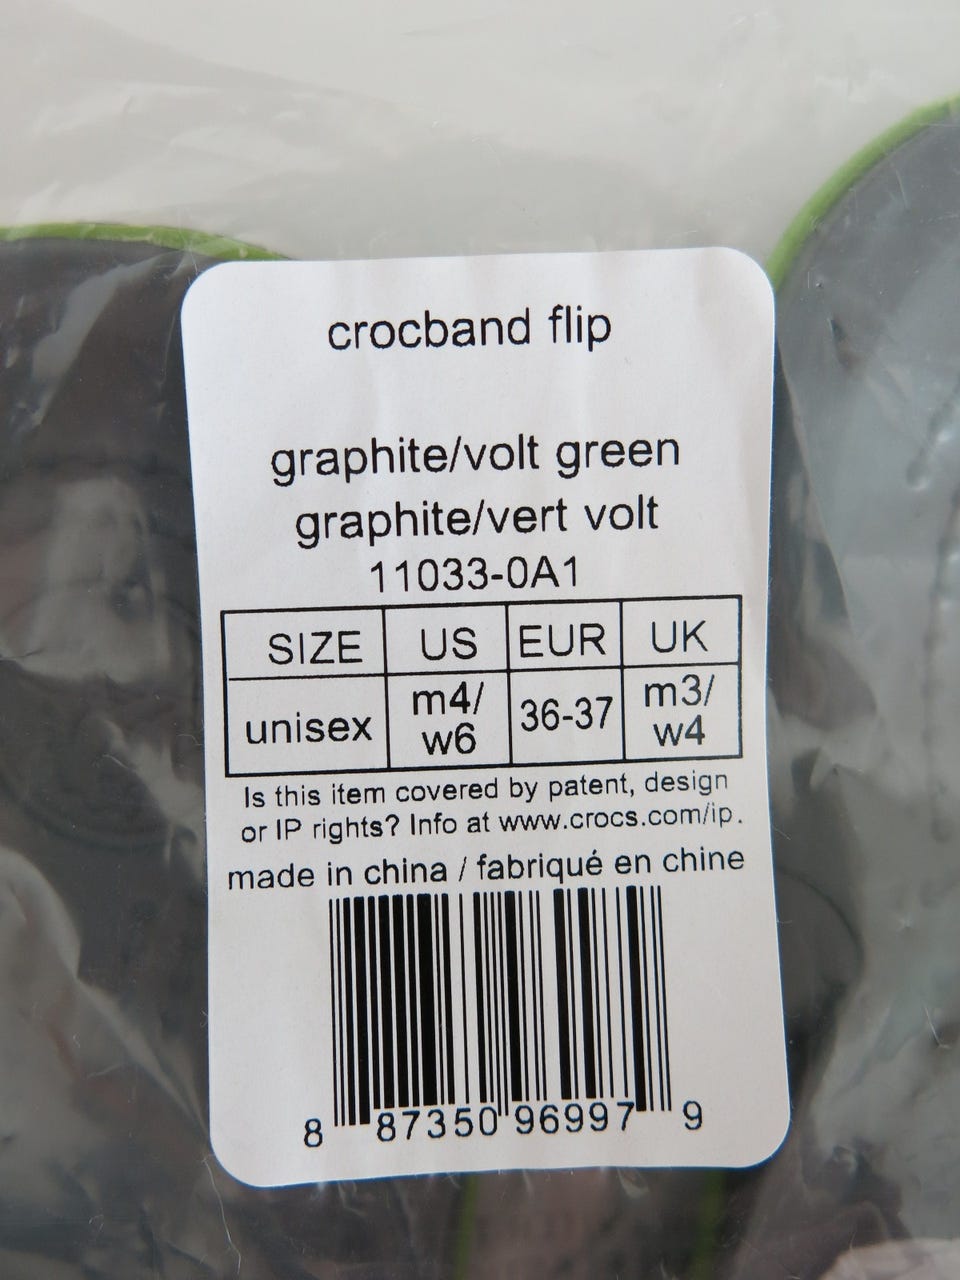 crocband flip
graphite/volt green
graphite/vert volt
11033-0A1
SIZE US EUR UK
unisex m4/w6 36-37 m3/w4
Is this item covered by patent, design
or IP rights? Info at www.crocs.com/ip.
made in china / fabriqué en chine
8 87350 96997 9